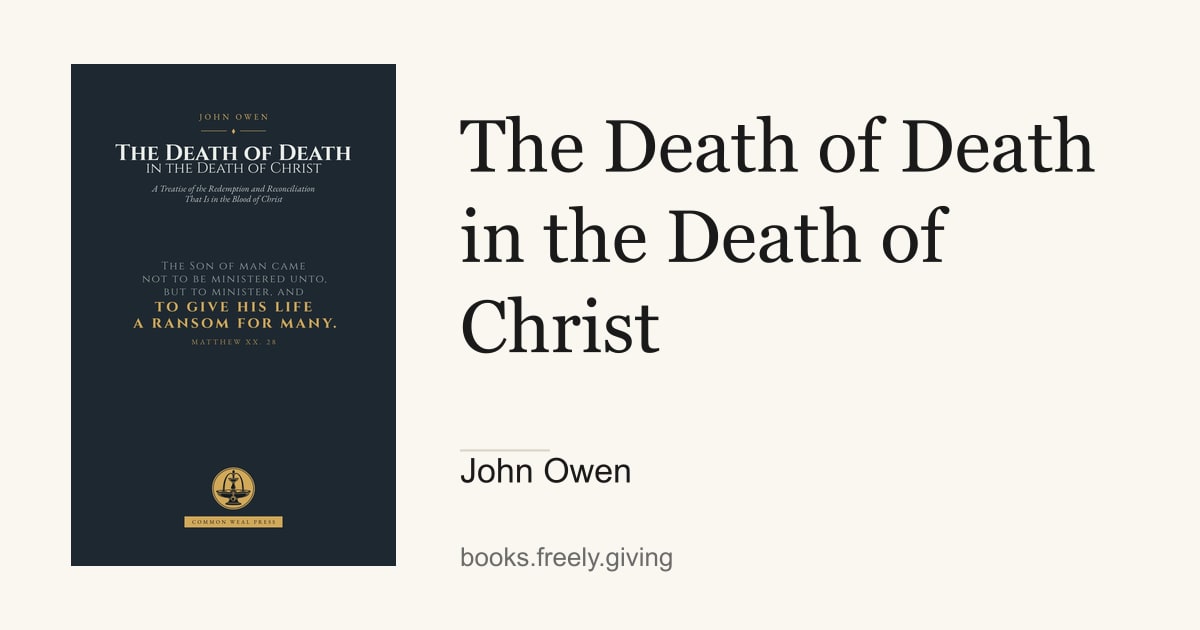 JOHN OWEN
THE DEATH OF DEATH
IN THE DEATH OF CHRIST
A Treatise of the Redemption and Reconciliation
That Is in the Blood of Christ
THE SON OF MAN CAME
NOT TO BE MINISTERED UNTO,
BUT TO MINISTER, AND
TO GIVE HIS LIFE
A RANSOM FOR MANY.
MATTHEW XX. 28
COMMON WEAL PRESS
The Death of Death
in the Death of
Christ
John Owen
books.freely.giving